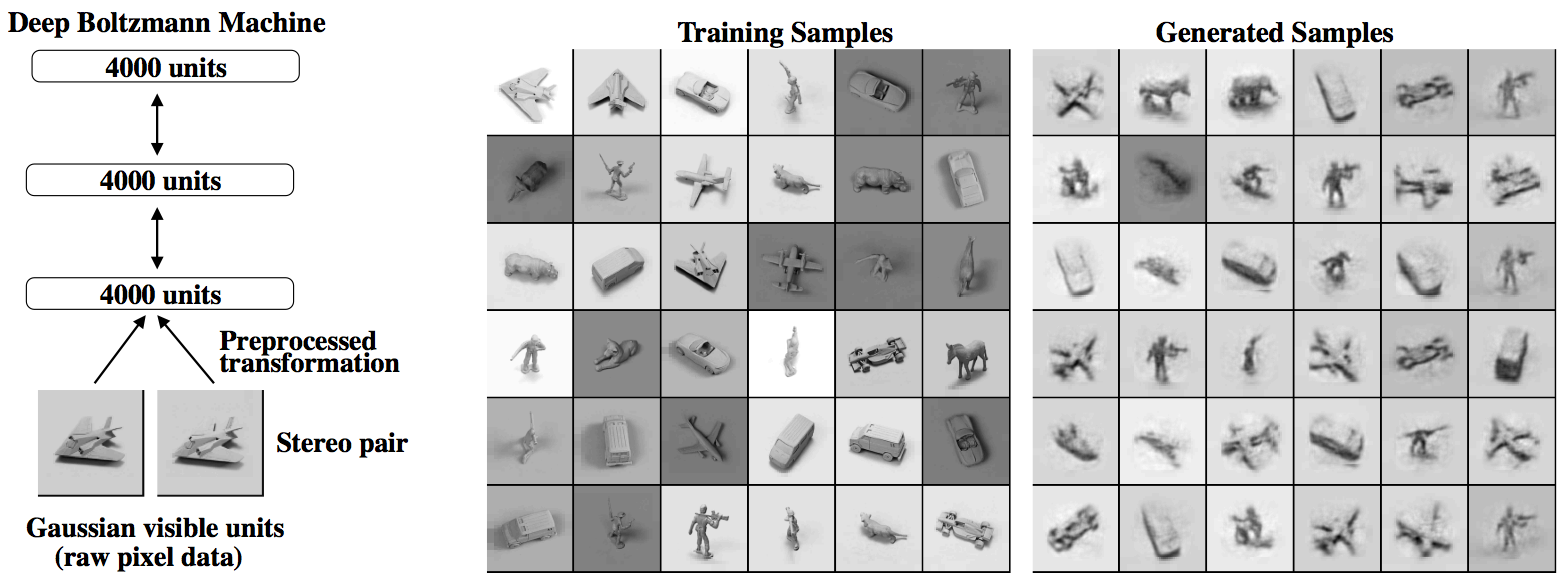 Deep Boltzmann Machine
4000 units
4000 units
4000 units
Preprocessed
transformation
Stereo pair
Gaussian visible units
(raw pixel data)
Training Samples
Generated Samples